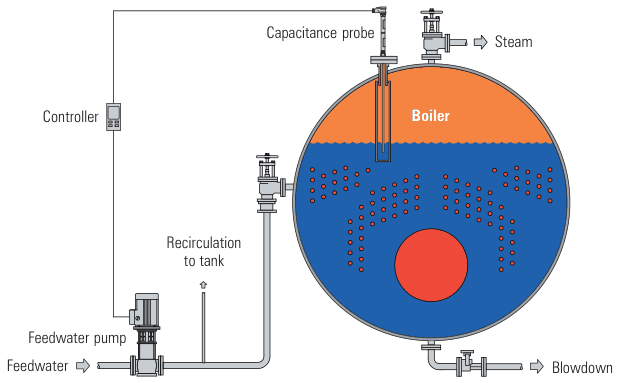 Capacitance probe
Steam
Controller
Boiler
Recirculation
to tank
Feedwater pump
Feedwater
Blowdown